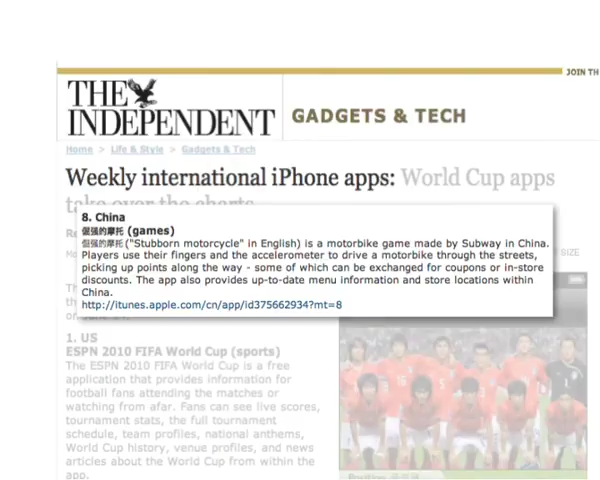 JOIN TH
THE
INDEPENDENT
GADGETS & TECH
Home > Life & Style > Gadgets & Tech
Weekly international iPhone apps: World Cup apps
take over the charts
8. China
倔强的摩托 (games)
倔强的摩托 ("Stubborn motorcycle" in English) is a motorbike game made by Subway in China.
Players use their fingers and the accelerometer to drive a motorbike through the streets,
picking up points along the way - some of which can be exchanged for coupons or in-store
discounts. The app also provides up-to-date menu information and store locations within
China.
http://itunes.apple.com/cn/app/id375662934?mt=8
SIZE
1. US
ESPN 2010 FIFA World Cup (sports)
The ESPN 2010 FIFA World Cup is a free
application that provides information for
football fans attending the matches or
watching from afar. Fans can see live scores,
tournament stats, the full tournament
schedule, team profiles, national anthems,
World Cup history, venue profiles, and news
articles about the World Cup from within the
app.